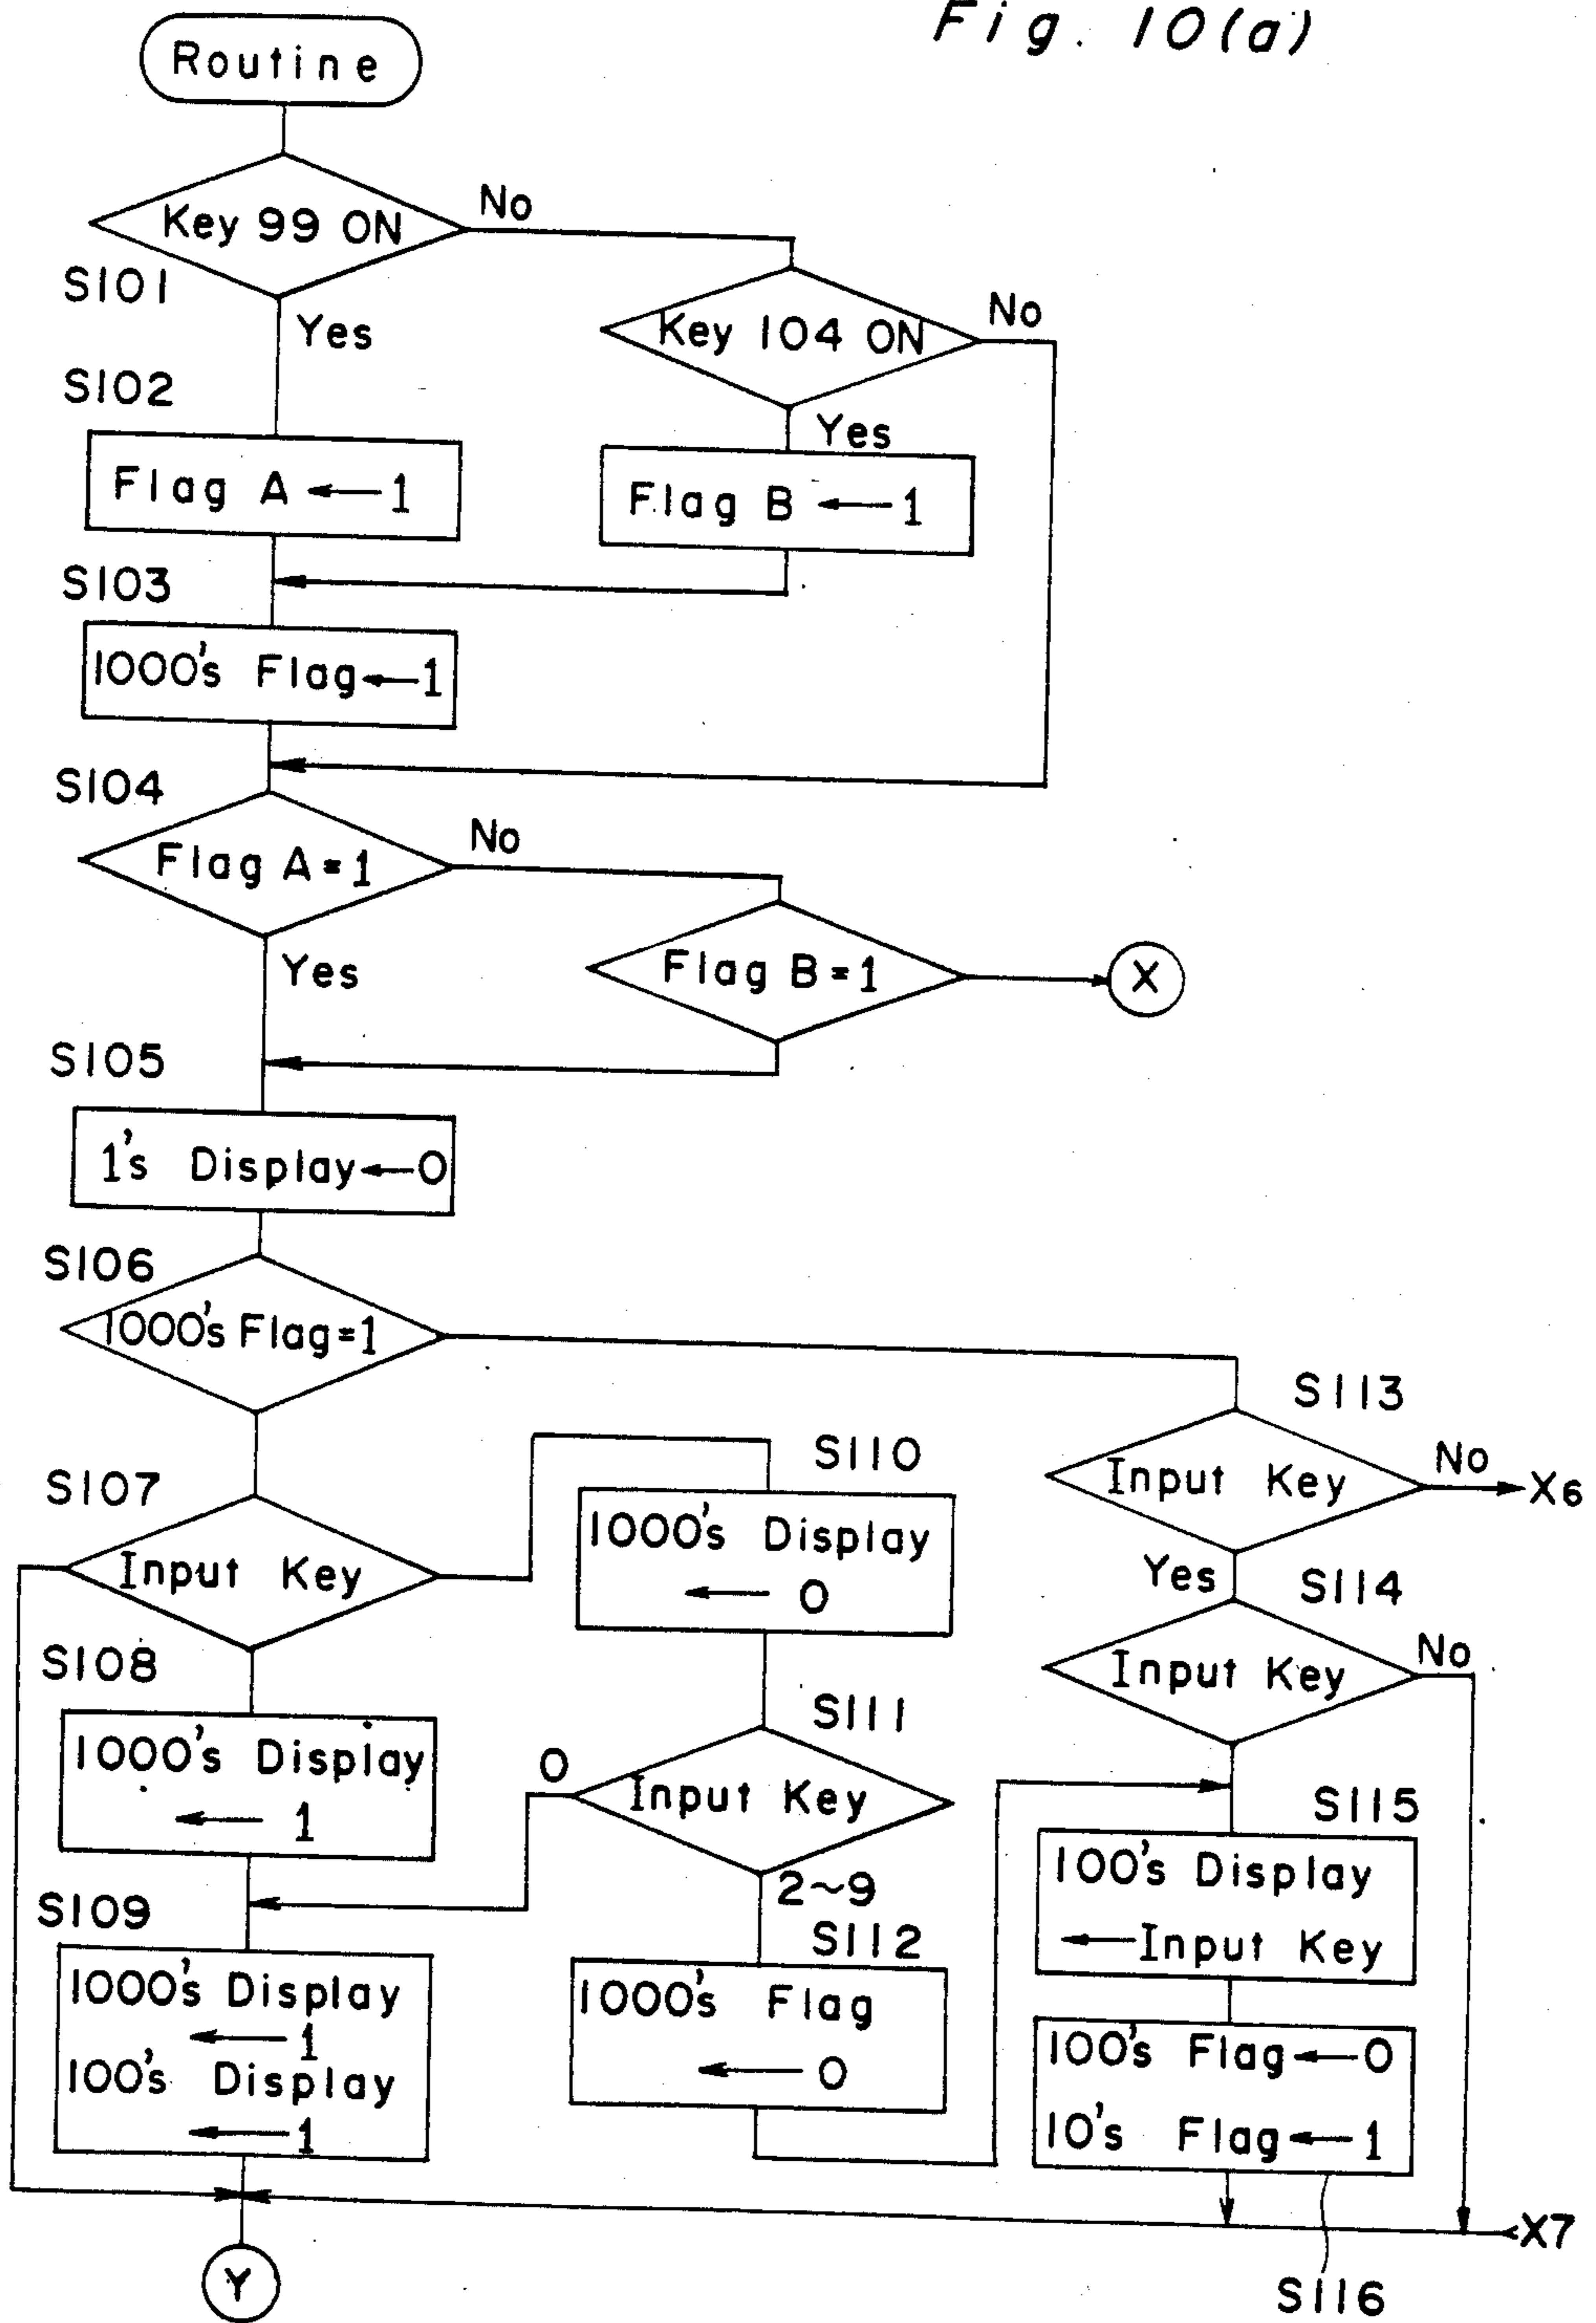 Fig. 10(a)
Routine
Key 99 ON
No
S101
Yes
Key 104 ON
No
S102
Yes
Flag A ← 1
Flag B ← 1
S103
1000's Flag ← 1
S104
Flag A = 1
No
Yes
Flag B = 1
X
S105
1's Display ← 0
S106
1000's Flag = 1
S113
Input Key
No
X6
S107
Input Key
S110
1000's Display
← 0
Yes
S114
Input Key
No
S108
1000's Display
← 1
S111
0
Input Key
2~9
S115
100's Display
← Input Key
S109
1000's Display
← 1
100's Display
← 1
S112
1000's Flag
← 0
100's Flag ← 0
10's Flag ← 1
X7
Y
S116